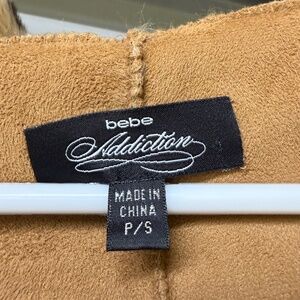 bebe
Addiction
MADE IN
CHINA
P/S